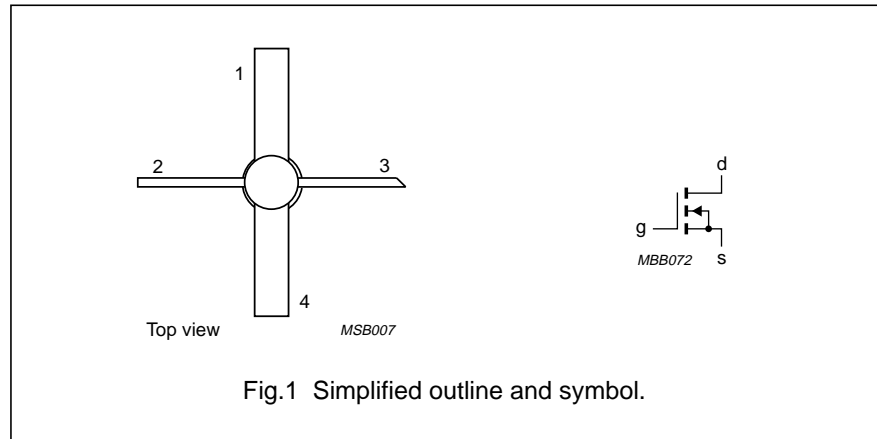 1
2
3
4
Top view
MSB007
d
g
MBB072
s
Fig.1 Simplified outline and symbol.